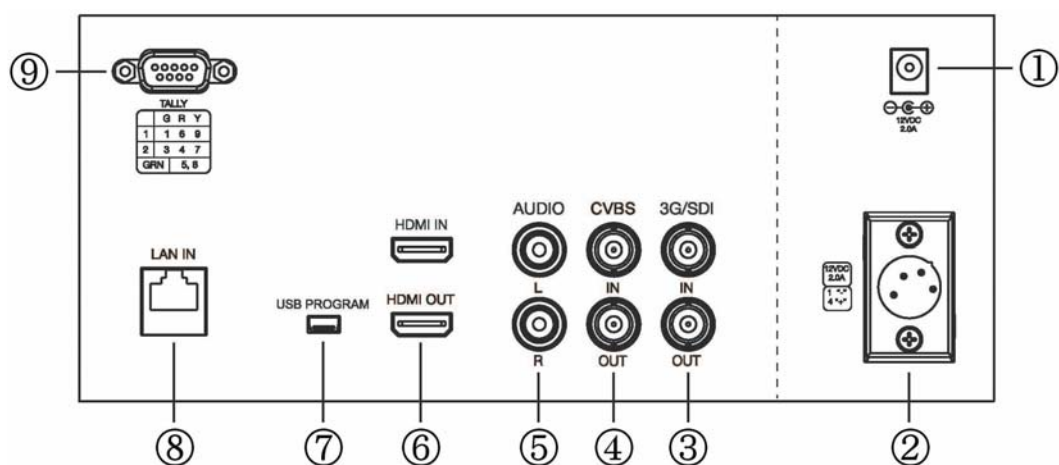 ⑨
①
TALLY
G R Y
1 1 6 9
2 3 4 7
GRN 5, 8
12VDC
2.0A
HDMI IN
AUDIO CVBS 3G/SDI
LAN IN
12VDC
2.0A
1 "-"
4 "+"
USB PROGRAM
HDMI OUT
L IN IN
R OUT OUT
⑧ ⑦ ⑥ ⑤ ④ ③ ②